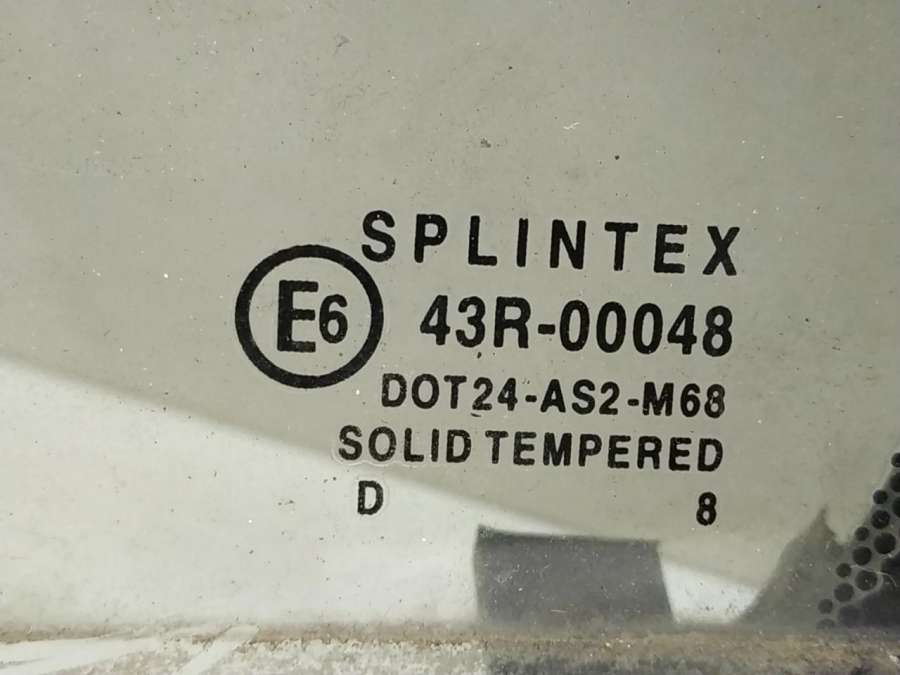 SPLINTEX
E6 43R-00048
DOT24-AS2-M68
SOLID TEMPERED
D 8